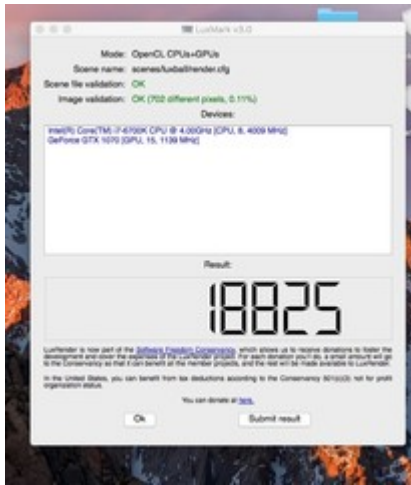 LuxMark v3.0
Mode: OpenCL CPUs+GPUs
Scene name: scenes/luxball/render.cfg
Scene file validation: OK
Image validation: OK (702 different pixels, 0.11%)
Devices:
Intel(R) Core(TM) i7-6700K CPU @ 4.00GHz [CPU, 8, 4009 MHz]
GeForce GTX 1070 [GPU, 15, 1139 MHz]
Result:
18825
LuxRender is now part of the Software Freedom Conservancy, which allows us to receive donations to foster the
development and cover the expenses of the LuxRender project. For each donation you'll do, a small amount will go
to the Conservancy so that it can benefit all the member projects, and the rest will be made available to LuxRender.
In the United States, you can benefit from tax deductions according to the Conservancy 501(c)(3) not for profit
organization status.
You can donate at here.
Ok
Submit result